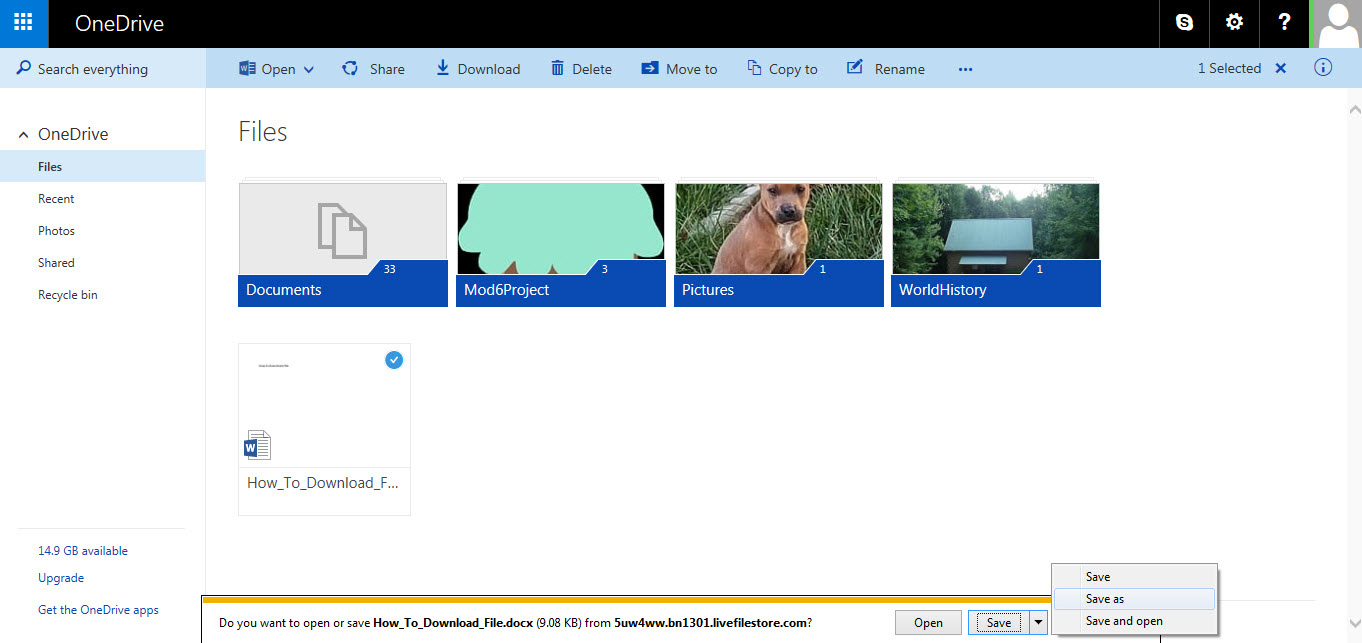 OneDrive
?
Search everything
Open Share Download Delete Move to Copy to Rename ... 1 Selected
OneDrive
Files
Recent
Photos
Shared
Recycle bin
14.9 GB available
Upgrade
Get the OneDrive apps
Files
33
Documents
3
Mod6Project
1
Pictures
1
WorldHistory
W
How_To_Download_F...
Do you want to open or save How_To_Download_File.docx (9.08 KB) from 5uw4ww.bn1301.livefilestore.com?
Open
Save
Save
Save as
Save and open